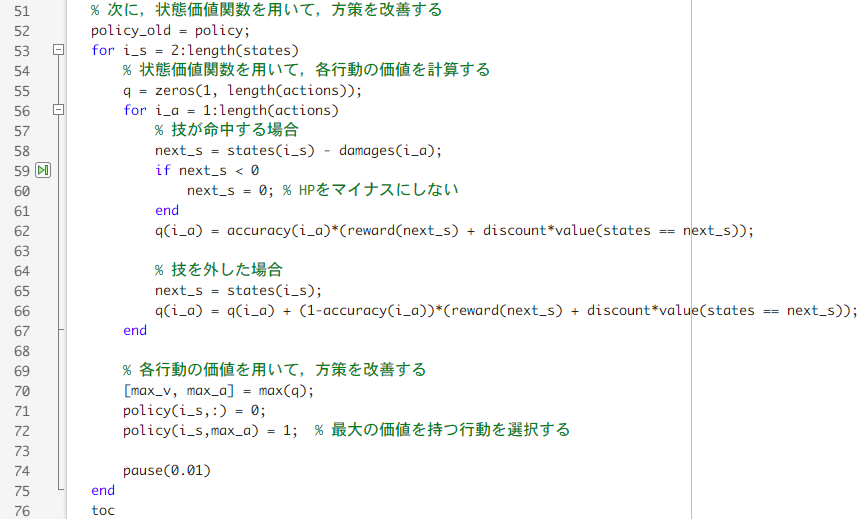 51 % 次に，状態価値関数を用いて，方策を改善する
52 policy_old = policy;
53 for i_s = 2:length(states)
54 % 状態価値関数を用いて，各行動の価値を計算する
55 q = zeros(1, length(actions));
56 for i_a = 1:length(actions)
57 % 技が命中する場合
58 next_s = states(i_s) - damages(i_a);
59 if next_s < 0
60 next_s = 0; % HPをマイナスにしない
61 end
62 q(i_a) = accuracy(i_a)*(reward(next_s) + discount*value(states == next_s));
63
64 % 技を外した場合
65 next_s = states(i_s);
66 q(i_a) = q(i_a) + (1-accuracy(i_a))*(reward(next_s) + discount*value(states == next_s));
67 end
68
69 % 各行動の価値を用いて，方策を改善する
70 [max_v, max_a] = max(q);
71 policy(i_s,:) = 0;
72 policy(i_s,max_a) = 1; % 最大の価値を持つ行動を選択する
73
74 pause(0.01)
75 end
76 toc